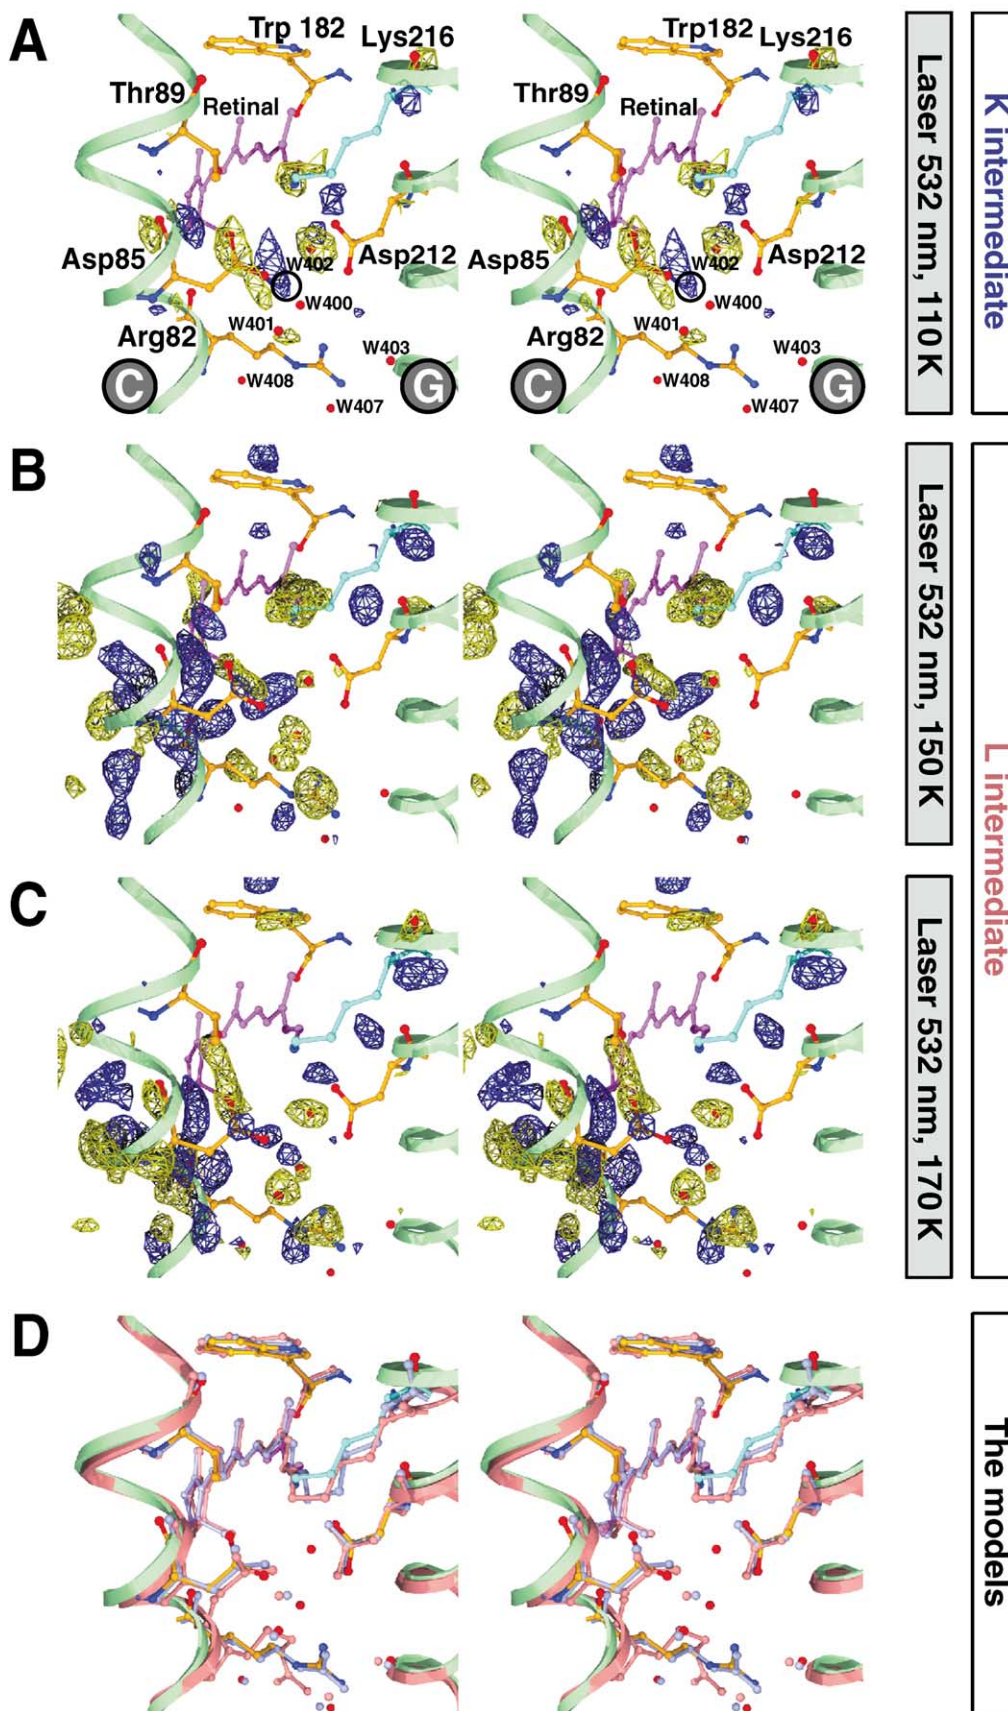 A
Trp 182
Lys216
Thr89
Retinal
Asp85
W402
Asp212
W400
W401
Arg82
W403
W408
W407
C
G
Trp182
Lys216
Thr89
Retinal
Asp85
W402
Asp212
W400
W401
Arg82
W403
W408
W407
C
G
Laser 532 nm, 110 K
K intermediate
B
Laser 532 nm, 150 K
L intermediate
C
Laser 532 nm, 170 K
D
The models